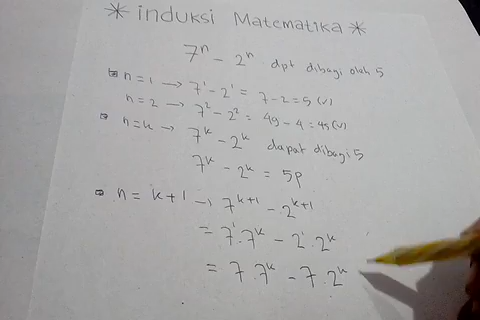 * induksi Matematika *
7ⁿ - 2ⁿ dpt dibagi oleh 5
n=1 → 7¹ - 2¹ = 7-2=5 (v)
n=2 → 7² - 2² = 49 - 4 = 45 (v)
n=k → 7ᵏ - 2ᵏ dapat dibagi 5
7ᵏ - 2ᵏ = 5p
n = k+1 → 7ᵏ⁺¹ - 2ᵏ⁺¹
= 7¹·7ᵏ - 2¹·2ᵏ
= 7·7ᵏ - 7·2ᵏ